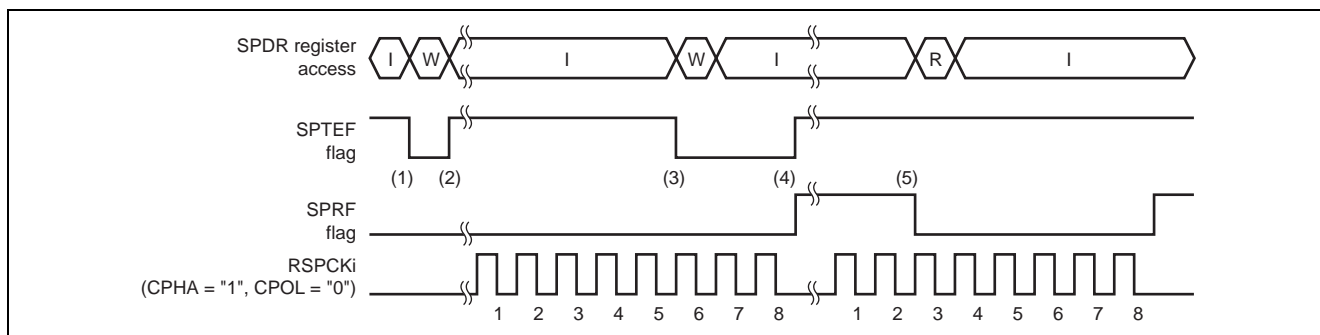 SPDR register
access
I W I W I R I
SPTEF
flag
(1) (2) (3) (4) (5)
SPRF
flag
RSPCKi
(CPHA = "1", CPOL = "0")
1 2 3 4 5 6 7 8 1 2 3 4 5 6 7 8